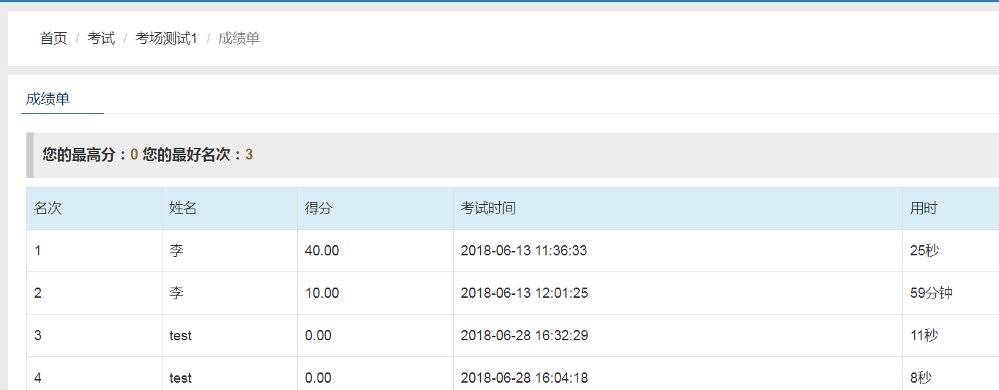 首页 / 考试 / 考场测试1 / 成绩单
成绩单
您的最高分：0 您的最好名次：3
名次 姓名 得分 考试时间 用时
1 李 40.00 2018-06-13 11:36:33 25秒
2 李 10.00 2018-06-13 12:01:25 59分钟
3 test 0.00 2018-06-28 16:32:29 11秒
4 test 0.00 2018-06-28 16:04:18 8秒